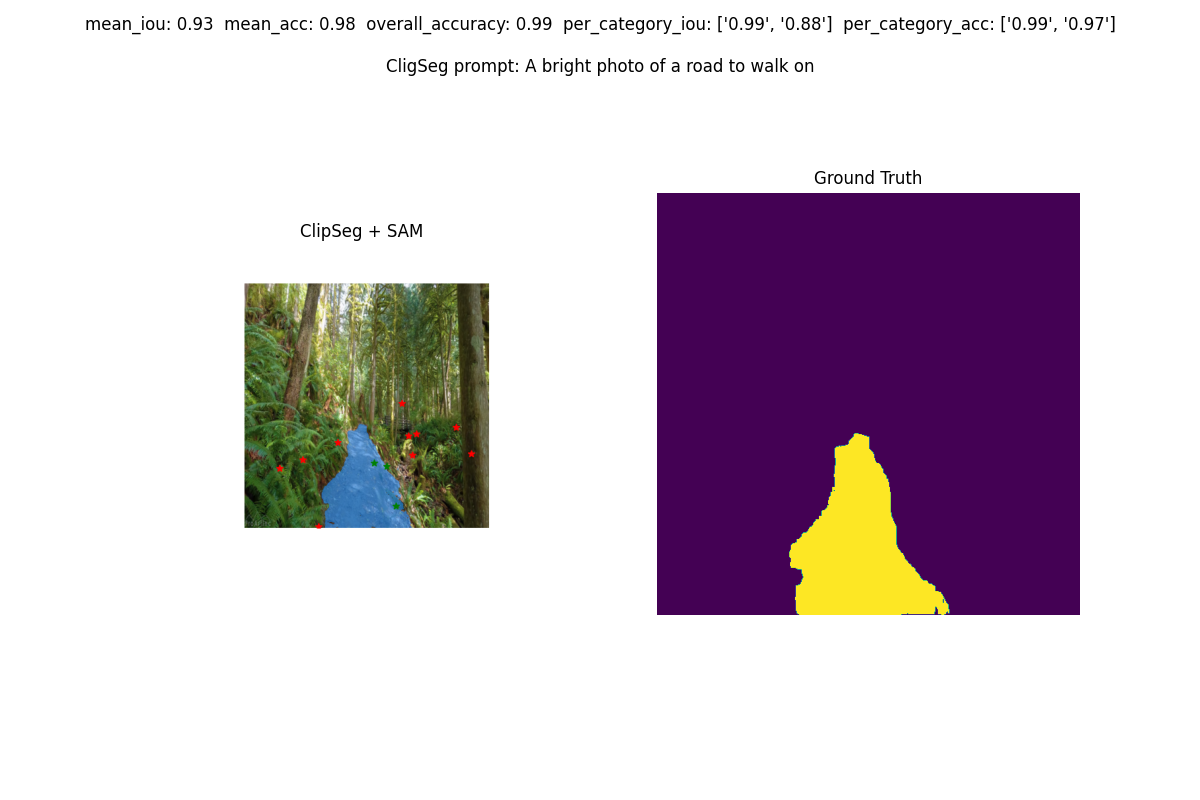 mean_iou: 0.93  mean_acc: 0.98  overall_accuracy: 0.99  per_category_iou: ['0.99', '0.88']  per_category_acc: ['0.99', '0.97']
CligSeg prompt: A bright photo of a road to walk on
Ground Truth
ClipSeg + SAM